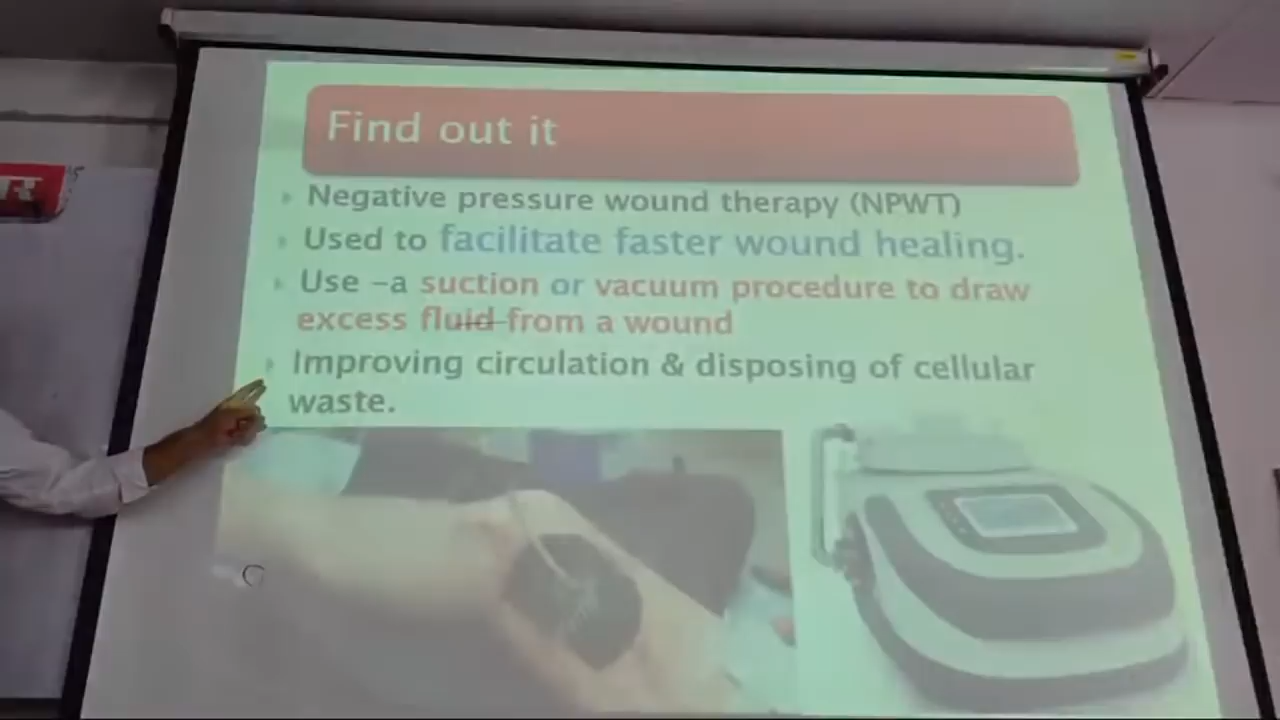 Find out it
Negative pressure wound therapy (NPWT)
Used to facilitate faster wound healing.
Use –a suction or vacuum procedure to draw
excess fluid from a wound
Improving circulation & disposing of cellular
waste.